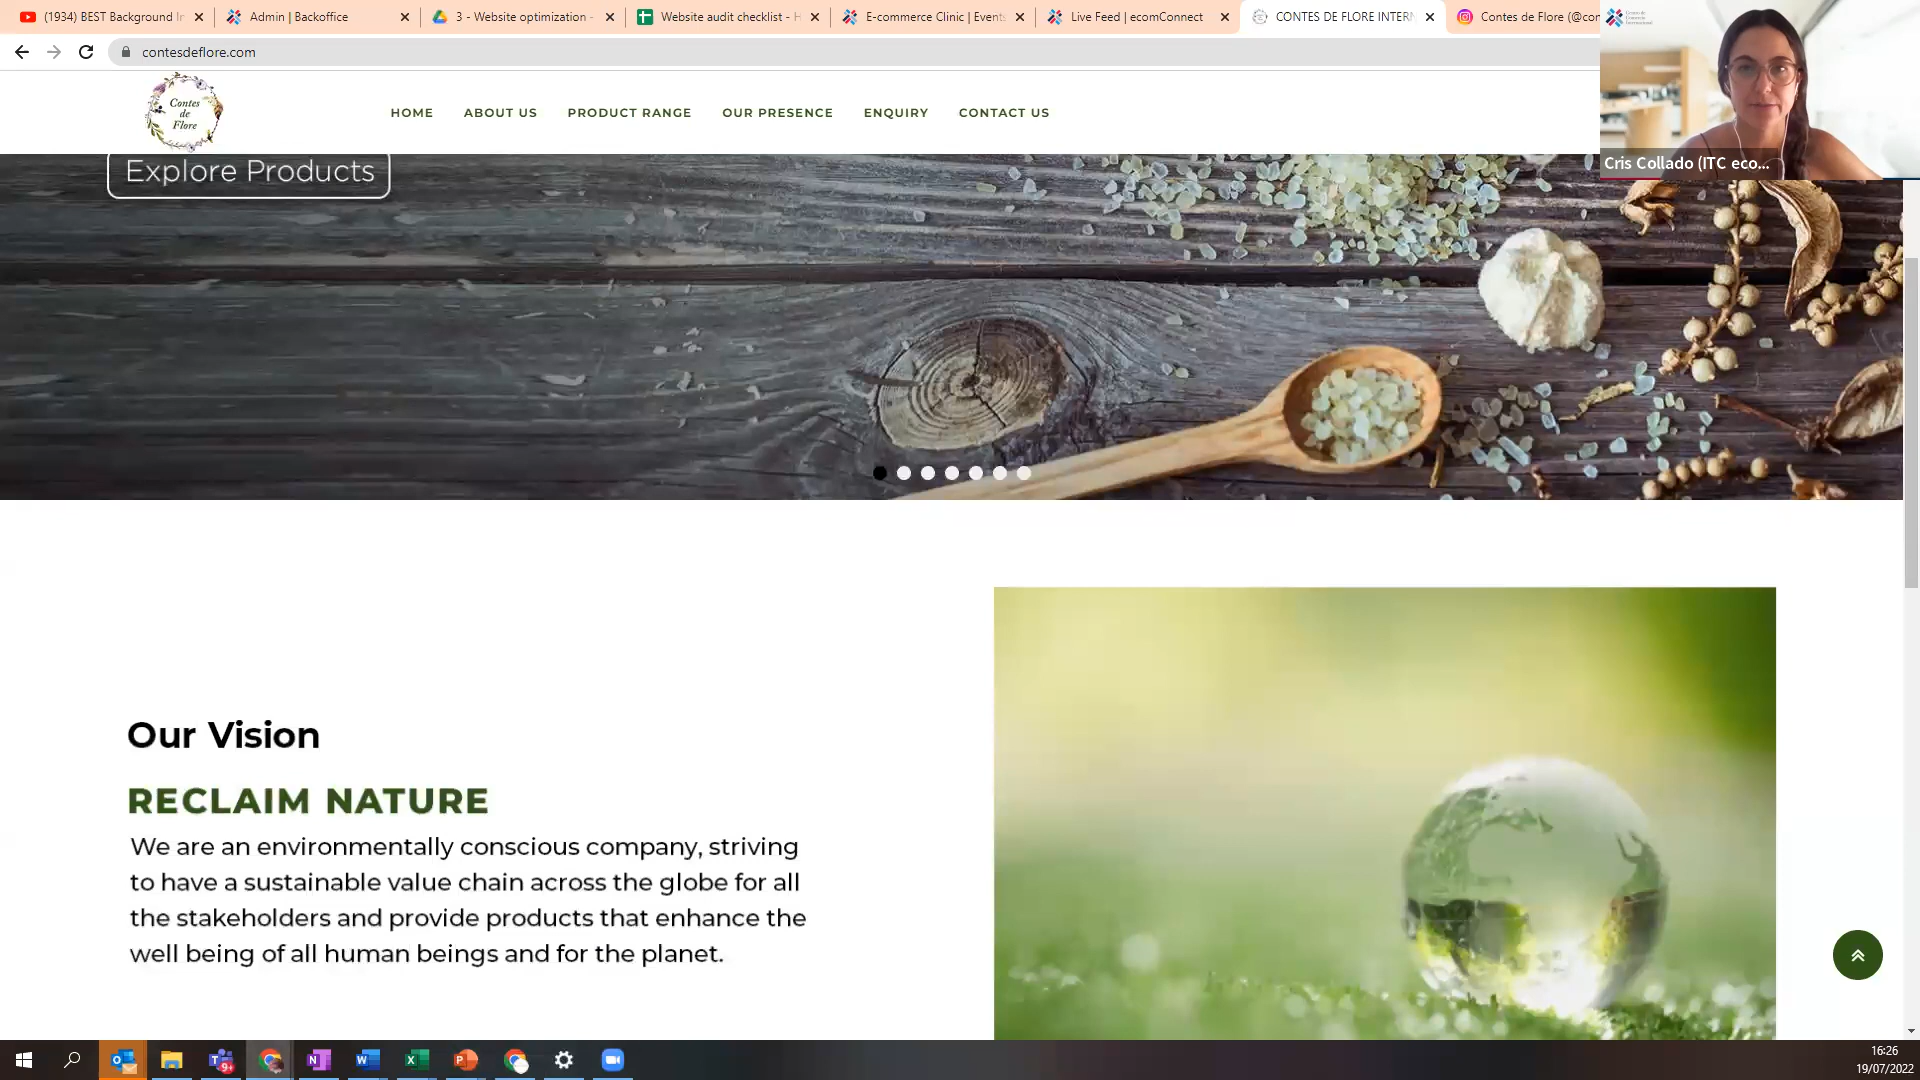 (1934) BEST Background
Admin | Backoffice
3 - Website optimization -
Website audit checklist - H
E-commerce Clinic | Events
Live Feed | ecomConnect
CONTES DE FLORE INTERN
Contes de Flore (@con
contesdeflore.com
Contes
de
Flore
HOME
ABOUT US
PRODUCT RANGE
OUR PRESENCE
ENQUIRY
CONTACT US
Cris Collado (ITC eco...
Explore Products
Our Vision
RECLAIM NATURE
We are an environmentally conscious company, striving
to have a sustainable value chain across the globe for all
the stakeholders and provide products that enhance the
well being of all human beings and for the planet.
9+
16:26
19/07/2022